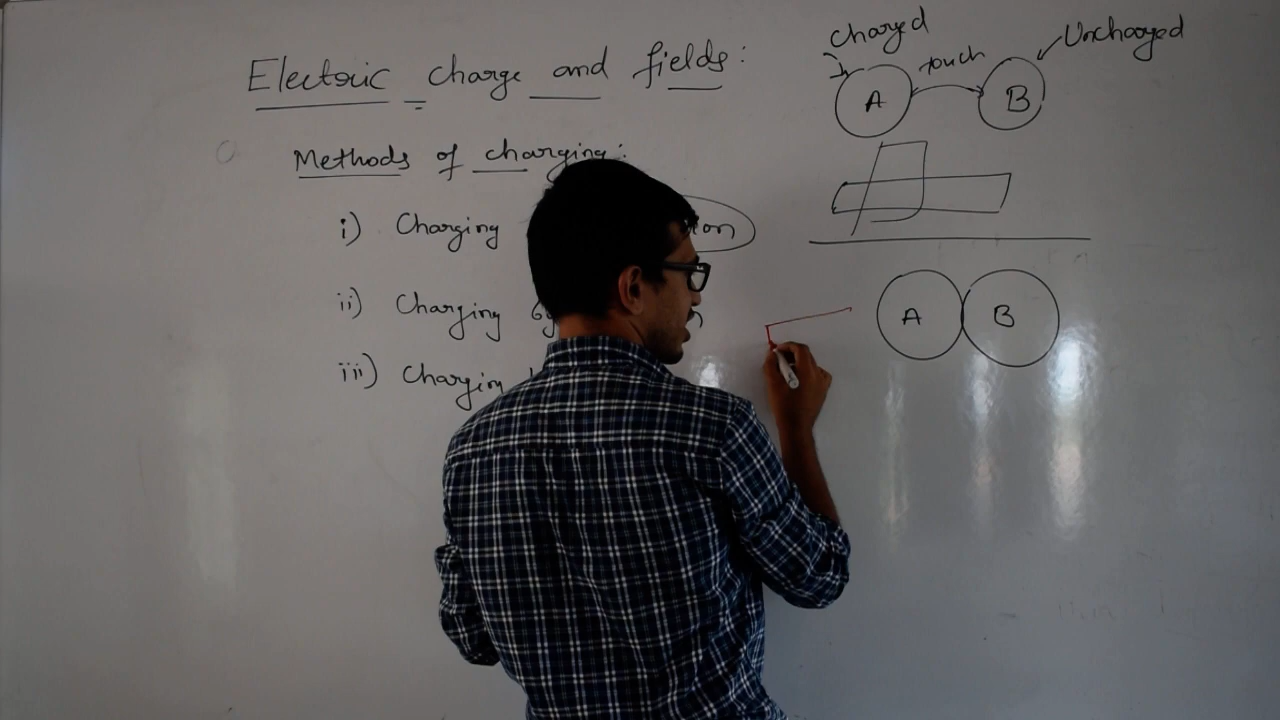 Electric charge and fields:
Methods of charging:
i) Charging
ii) Charging
iii) Charging
Charged
touch
Uncharged
A
B
A
B